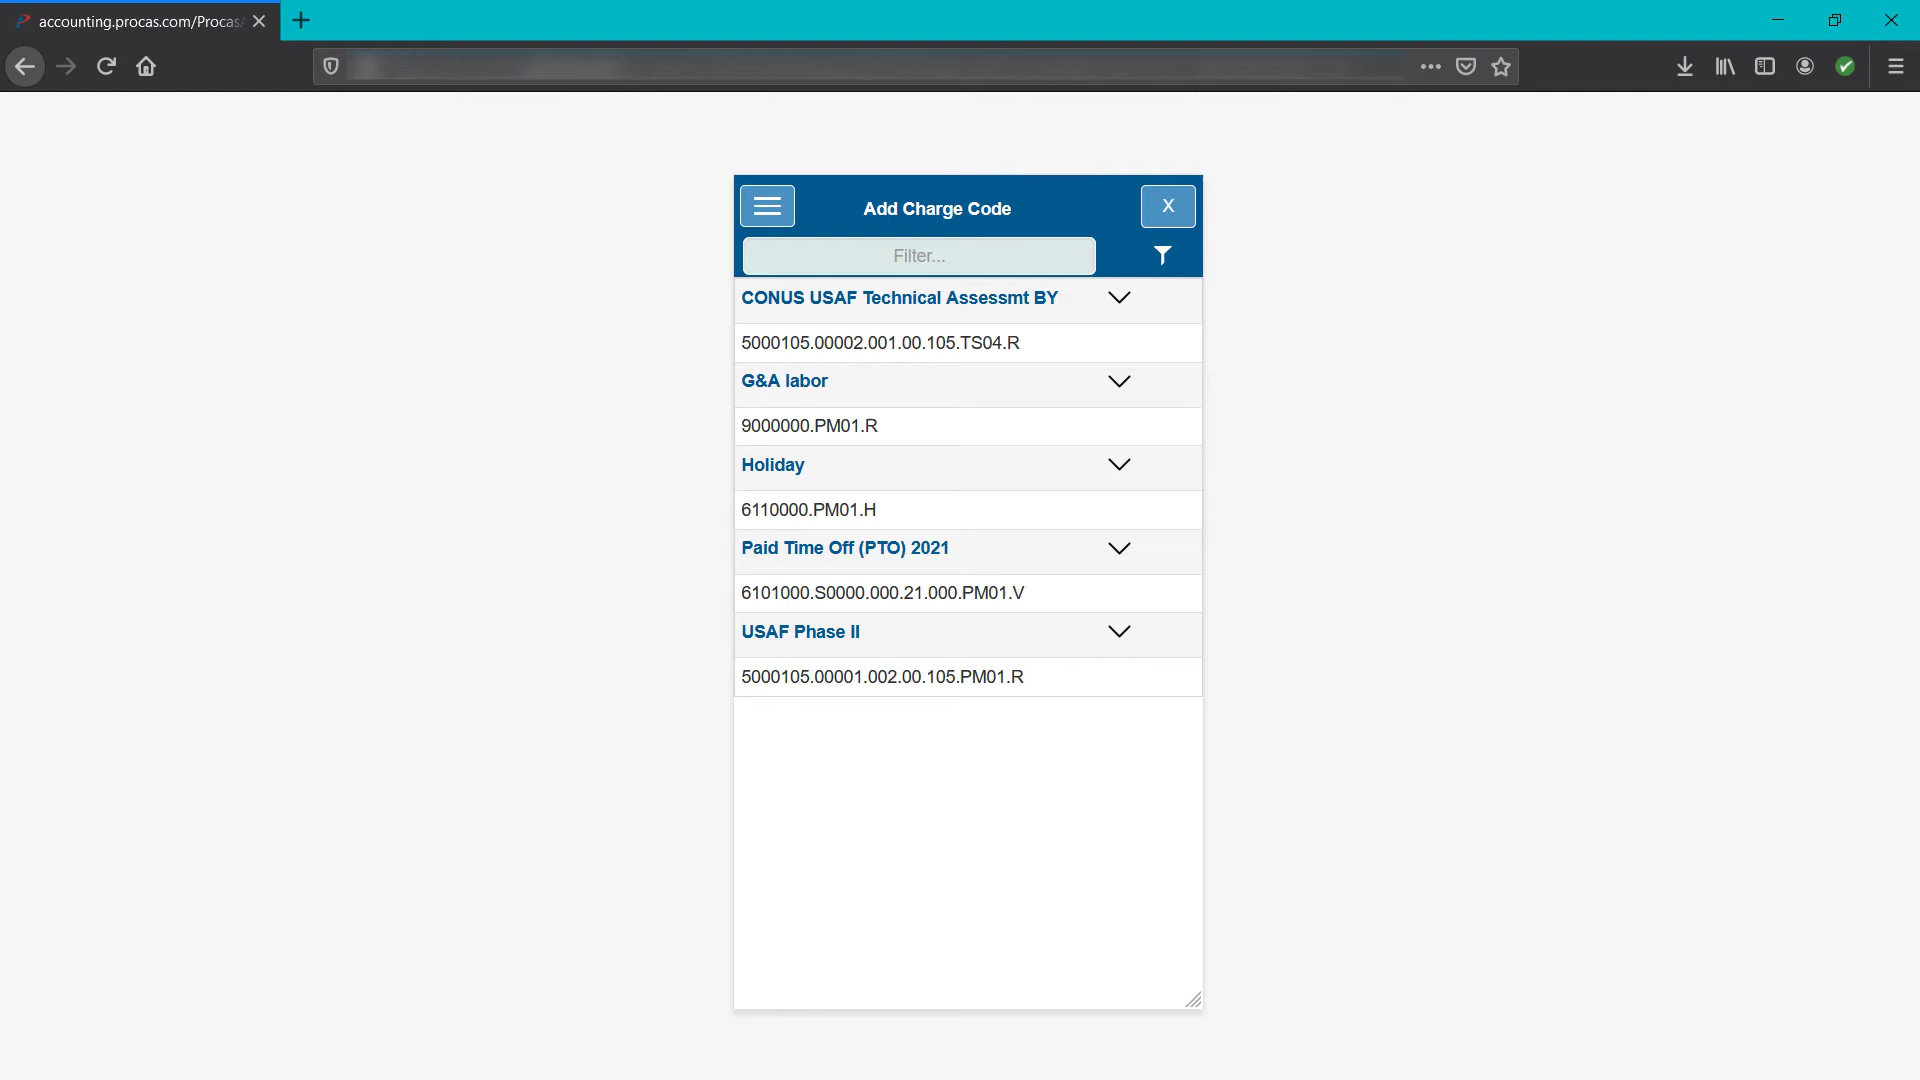 accounting.procas.com/Procas
Add Charge Code
X
Filter...
CONUS USAF Technical Assessmt BY
5000105.00002.001.00.105.TS04.R
G&A labor
9000000.PM01.R
Holiday
6110000.PM01.H
Paid Time Off (PTO) 2021
6101000.S0000.000.21.000.PM01.V
USAF Phase II
5000105.00001.002.00.105.PM01.R